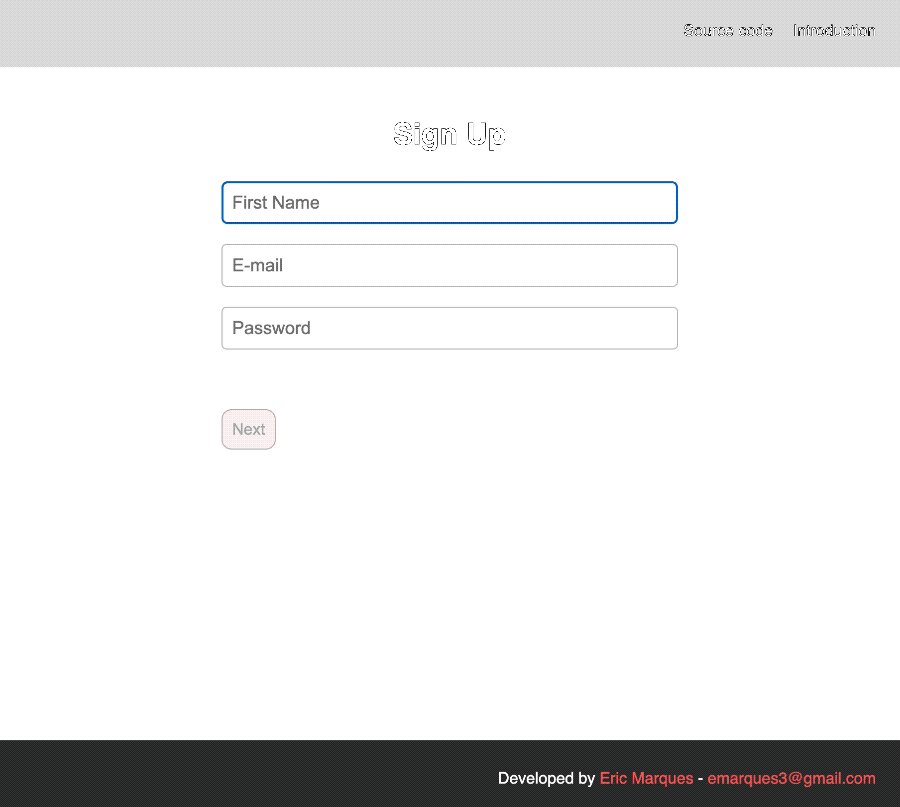 Source code Introduction
Sign Up
First Name
E-mail
Password
Next
Developed by Eric Marques - emarques3@gmail.com